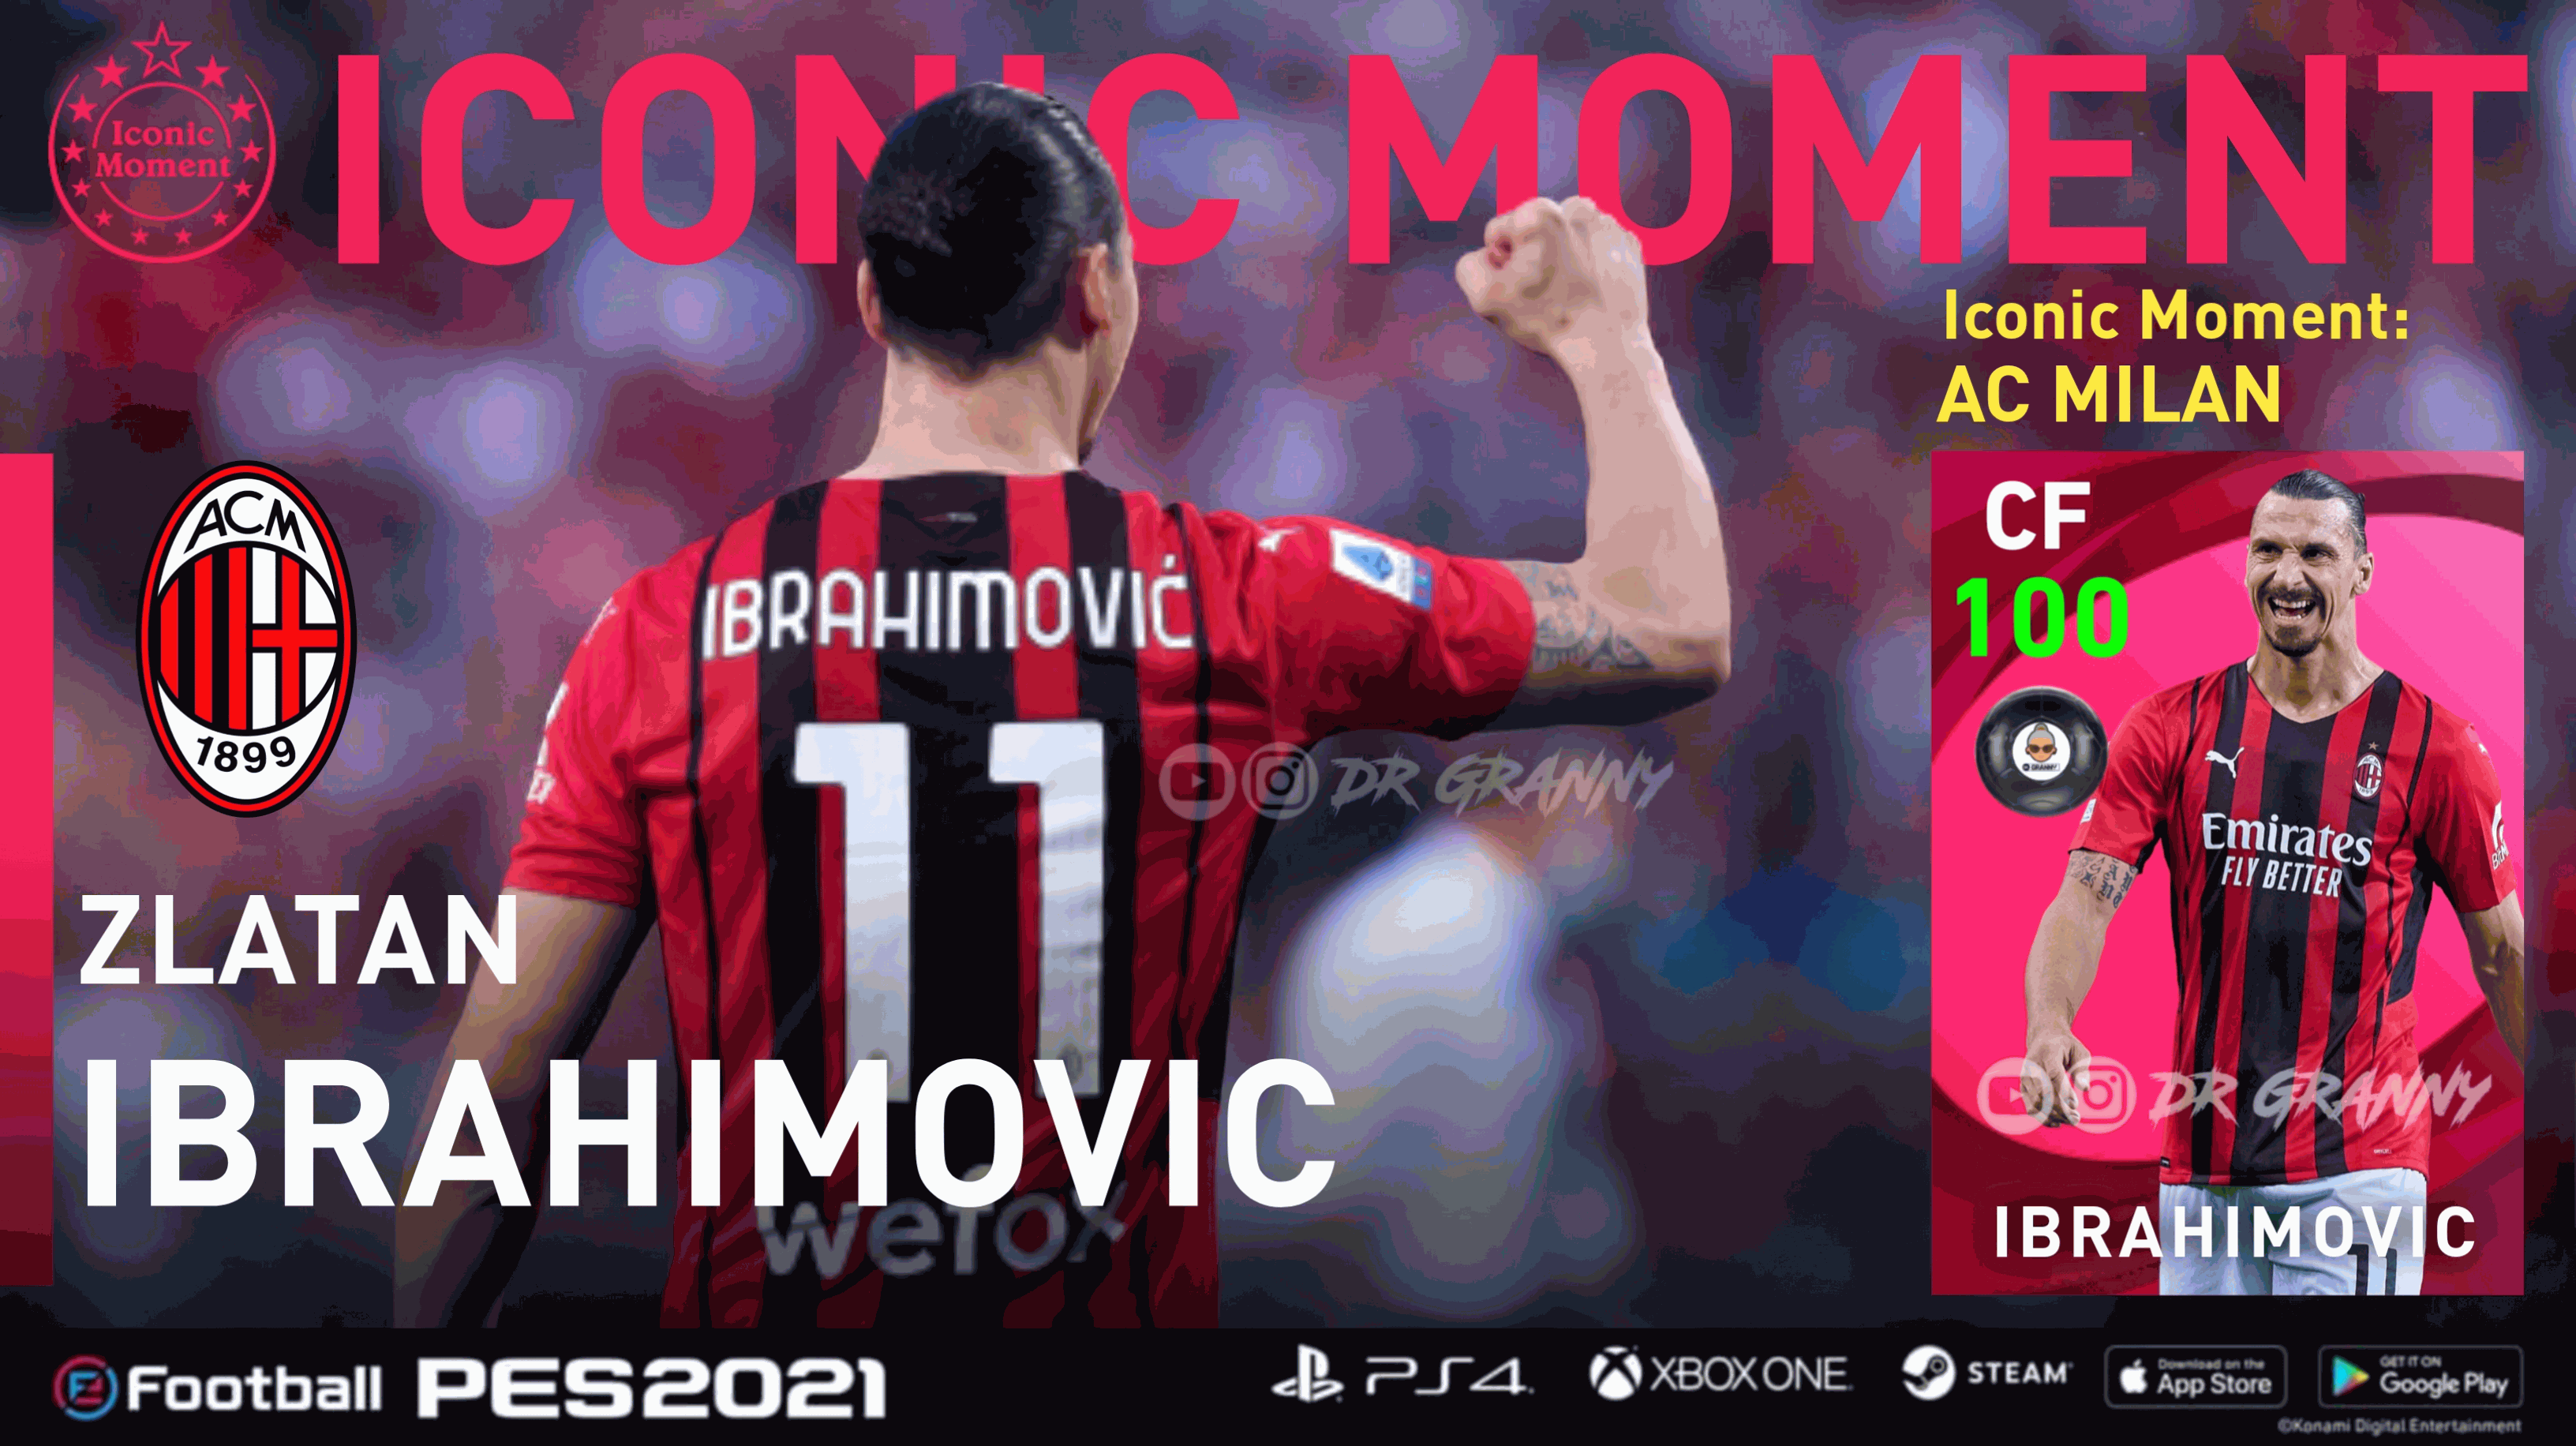 ICONIC MOMENT
Iconic
Moment
Iconic Moment:
AC MILAN
ACM
1899
IBRAHIMOVIĆ
11
DR GRANNY
ZLATAN
IBRAHIMOVIC
wefox
CF
100
Emirates
FLY BETTER
DR GRANNY
IBRAHIMOVIC
11
eFootball PES2021
PS4
XBOX ONE
STEAM
Download on the
App Store
GET IT ON
Google Play
©Konami Digital Entertainment